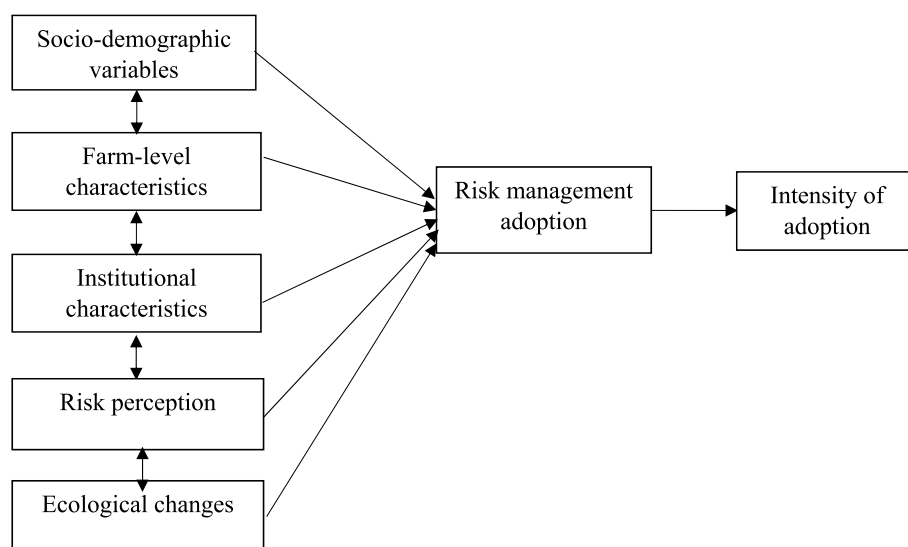 Socio-demographic
variables
Farm-level
characteristics
Institutional
characteristics
Risk perception
Ecological changes
Risk management
adoption
Intensity of
adoption